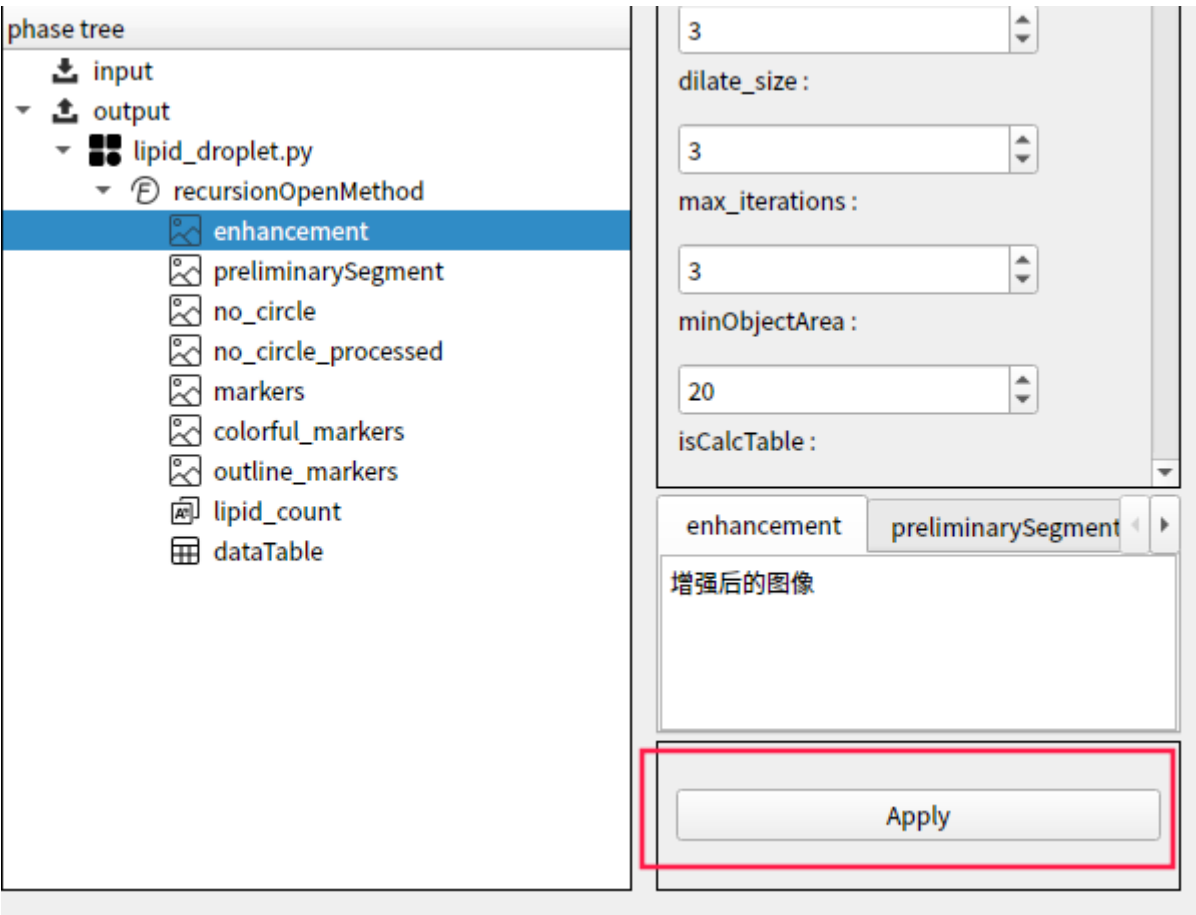 phase tree
input
output
lipid_droplet.py
recursionOpenMethod
enhancement
preliminarySegment
no_circle
no_circle_processed
markers
colorful_markers
outline_markers
lipid_count
dataTable
3
dilate_size :
3
max_iterations :
3
minObjectArea :
20
isCalcTable :
enhancement preliminarySegment
增强后的图像
Apply